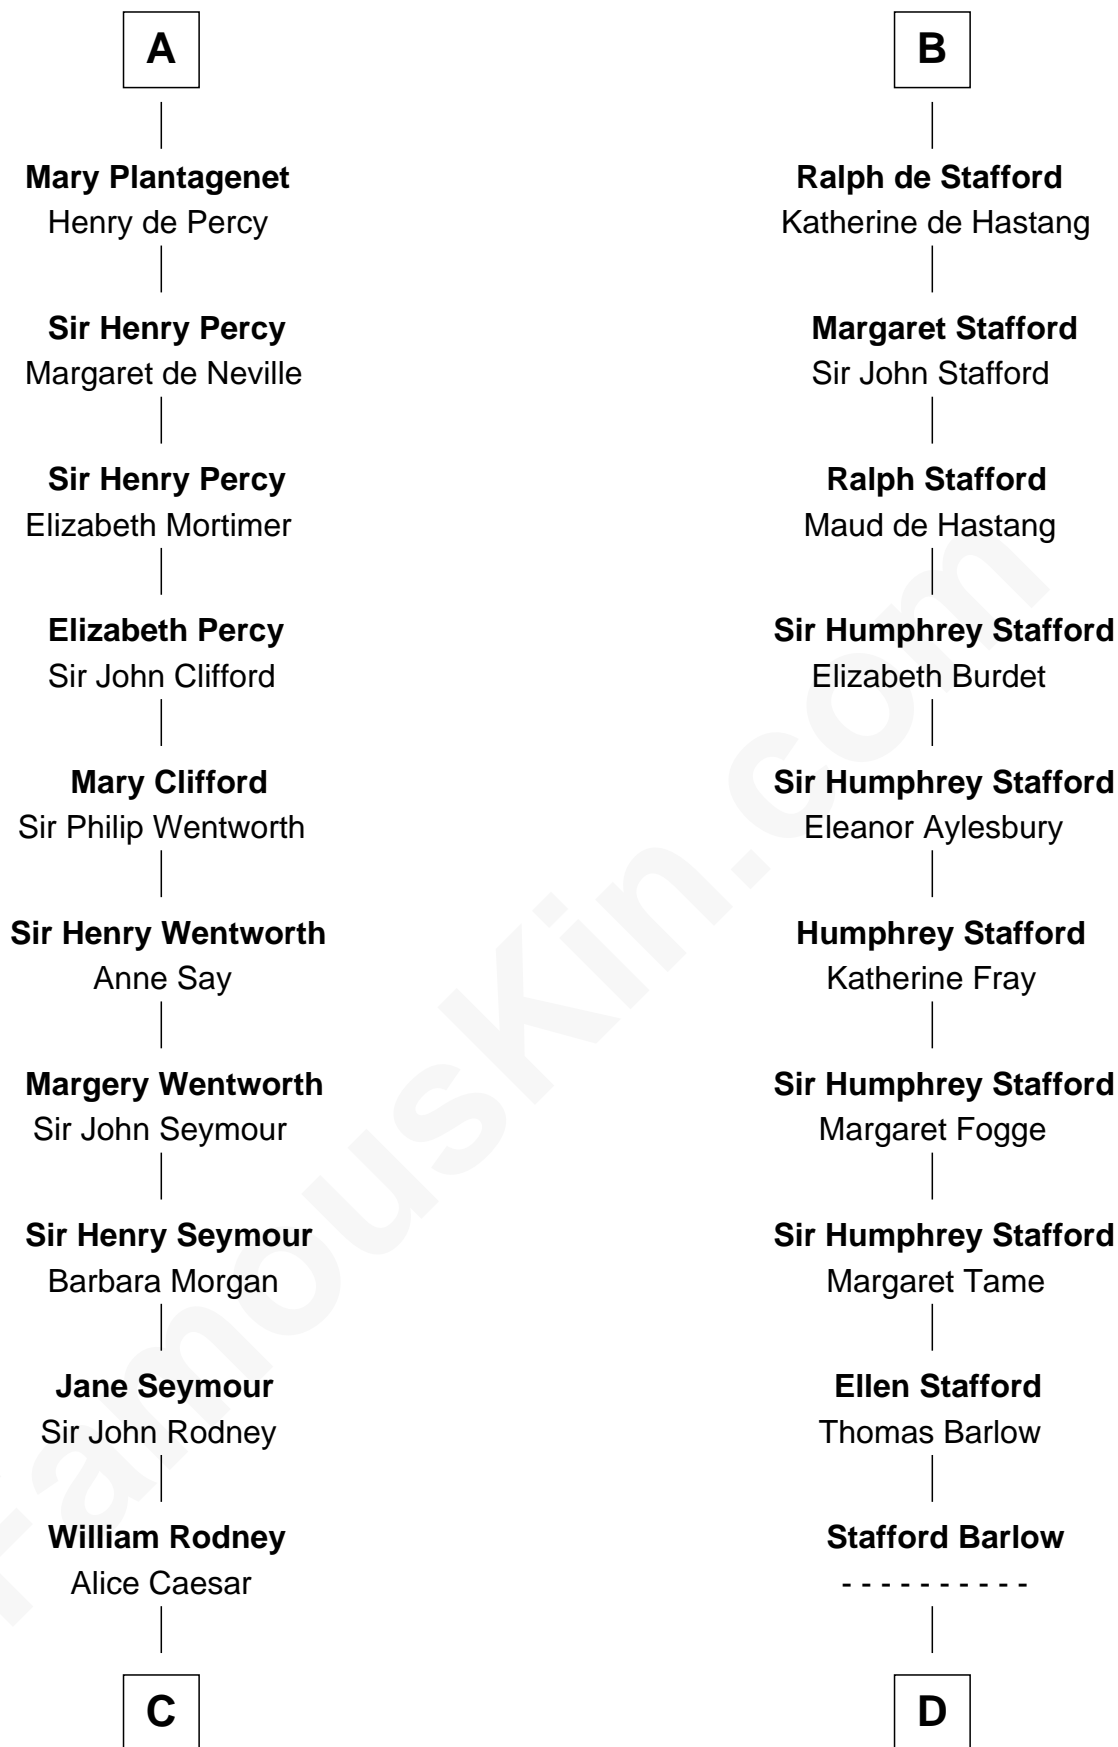 A
Mary Plantagenet
Henry de Percy
Sir Henry Percy
Margaret de Neville
Sir Henry Percy
Elizabeth Mortimer
Elizabeth Percy
Sir John Clifford
Mary Clifford
Sir Philip Wentworth
Sir Henry Wentworth
Anne Say
Margery Wentworth
Sir John Seymour
Sir Henry Seymour
Barbara Morgan
Jane Seymour
Sir John Rodney
William Rodney
Alice Caesar
C
B
Ralph de Stafford
Katherine de Hastang
Margaret Stafford
Sir John Stafford
Ralph Stafford
Maud de Hastang
Sir Humphrey Stafford
Elizabeth Burdet
Sir Humphrey Stafford
Eleanor Aylesbury
Humphrey Stafford
Katherine Fray
Sir Humphrey Stafford
Margaret Fogge
Sir Humphrey Stafford
Margaret Tame
Ellen Stafford
Thomas Barlow
Stafford Barlow
- - - - - - - - - -
D
FamousKin.com